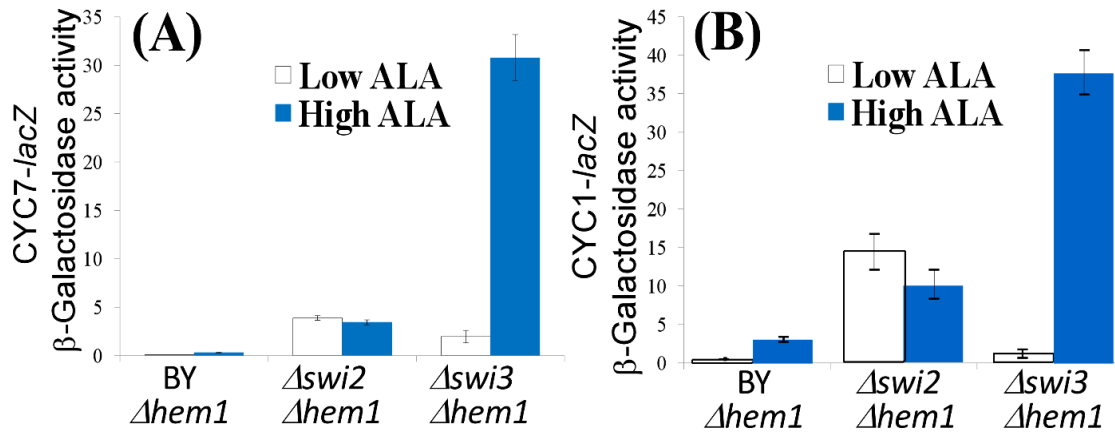 (A)
CYC7-lacZ
β-Galactosidase activity
35
30
25
20
15
10
5
0
Low ALA
High ALA
BY
Δhem1
Δswi2
Δhem1
Δswi3
Δhem1
(B)
CYC1-lacZ
β-Galactosidase activity
45
40
35
30
25
20
15
10
5
0
Low ALA
High ALA
BY
Δhem1
Δswi2
Δhem1
Δswi3
Δhem1